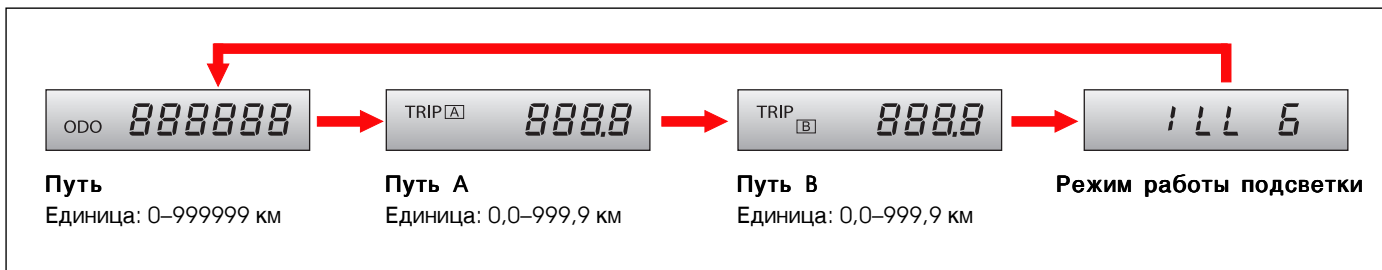 ODO 888888
TRIP A 888.8
TRIP B 888.8
ILL 6
Путь
Единица: 0–999999 км
Путь A
Единица: 0,0–999,9 км
Путь B
Единица: 0,0–999,9 км
Режим работы подсветки